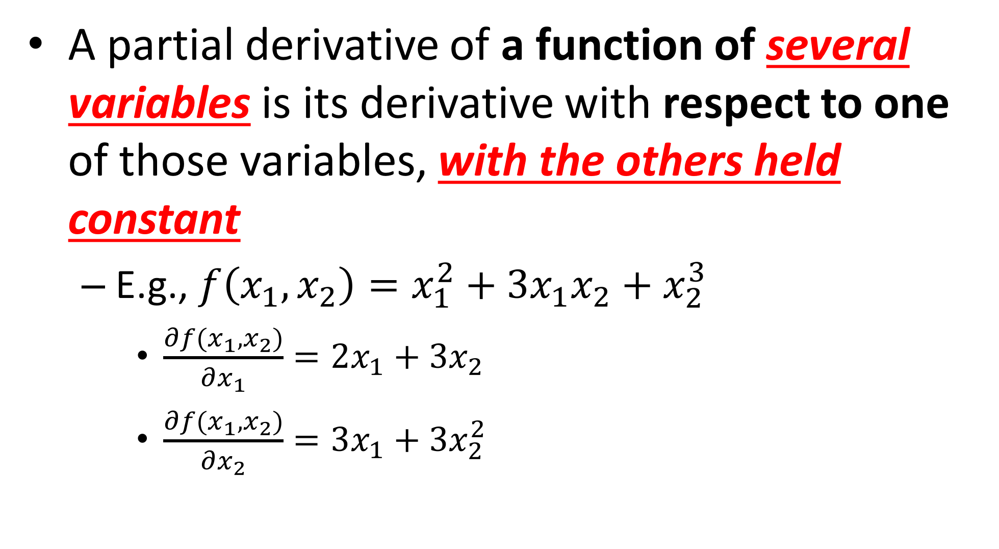 • A partial derivative of a function of several
variables is its derivative with respect to one
of those variables, with the others held
constant
– E.g., $f(x_1, x_2) = x_1^2 + 3x_1x_2 + x_2^3$
• $\frac{\partial f(x_1,x_2)}{\partial x_1} = 2x_1 + 3x_2$
• $\frac{\partial f(x_1,x_2)}{\partial x_2} = 3x_1 + 3x_2^2$